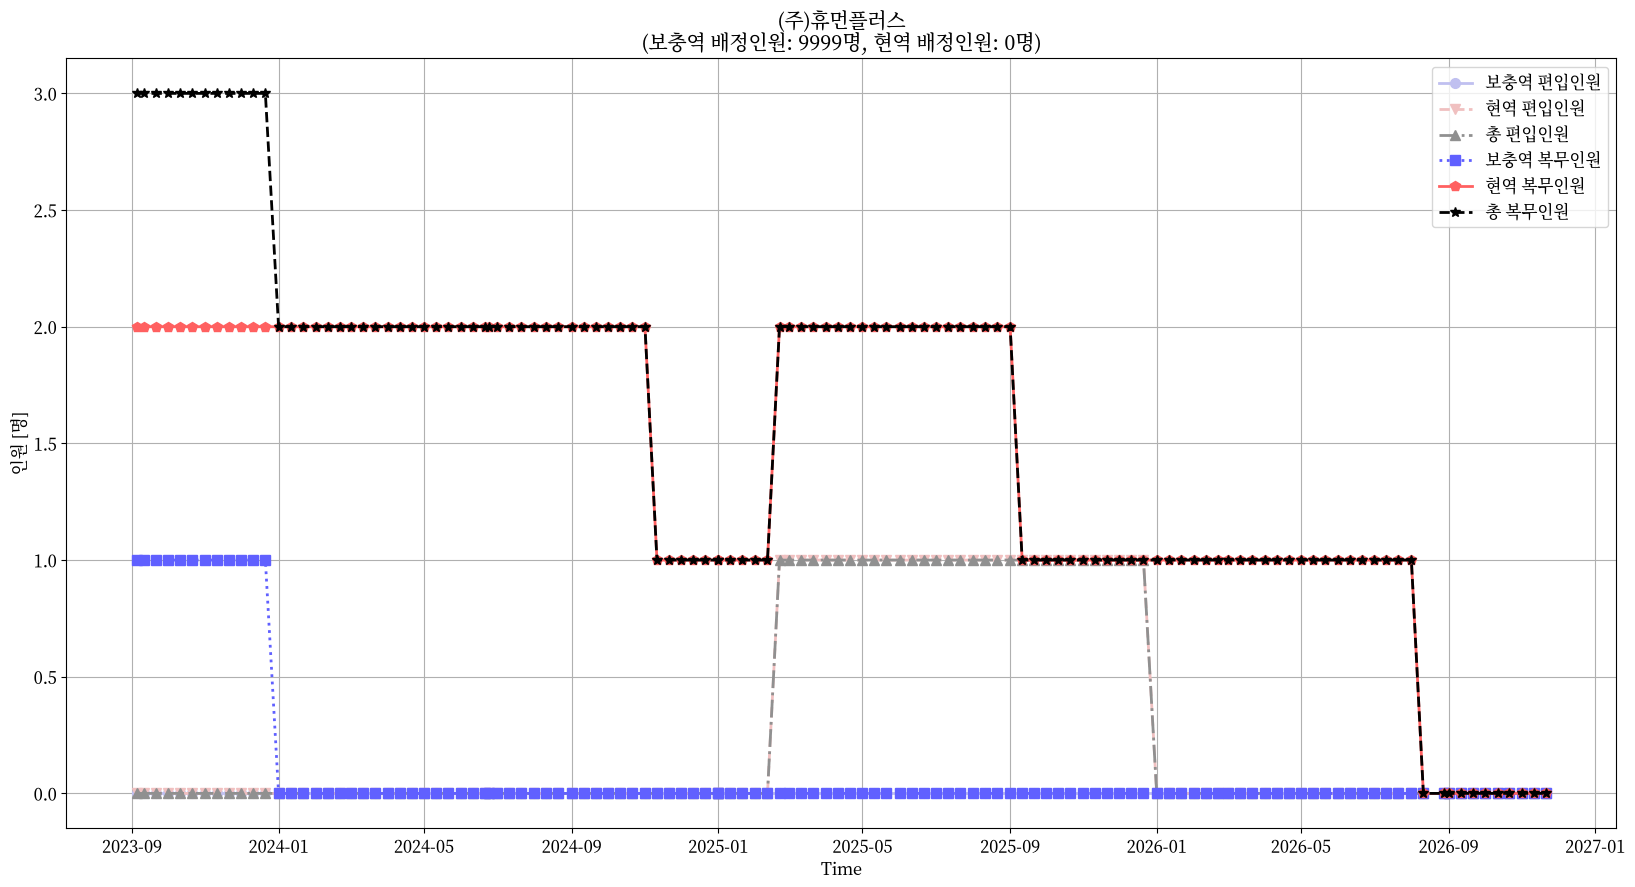 (주)휴먼플러스
(보충역 배정인원: 9999명, 현역 배정인원: 0명)
보충역 편입인원
현역 편입인원
총 편입인원
보충역 복무인원
현역 복무인원
총 복무인원
인원 [명]
3.0
2.5
2.0
1.5
1.0
0.5
0.0
2023-09 2024-01 2024-05 2024-09 2025-01 2025-05 2025-09 2026-01 2026-05 2026-09 2027-01
Time